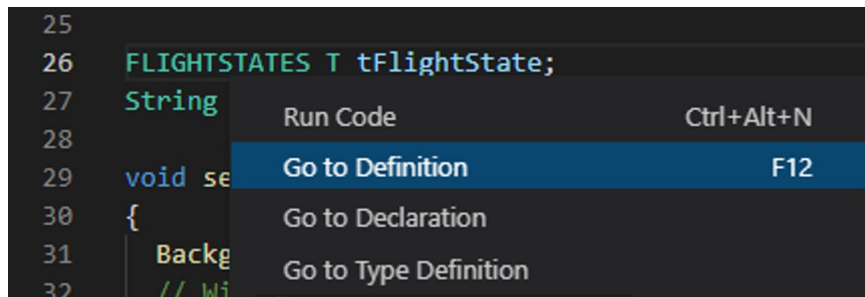 25
26 FLIGHTSTATES T tFlightState;
27 String
Run Code Ctrl+Alt+N
28
Go to Definition F12
29 void se
30 {
Go to Declaration
31 Backg
Go to Type Definition
32 // Wi